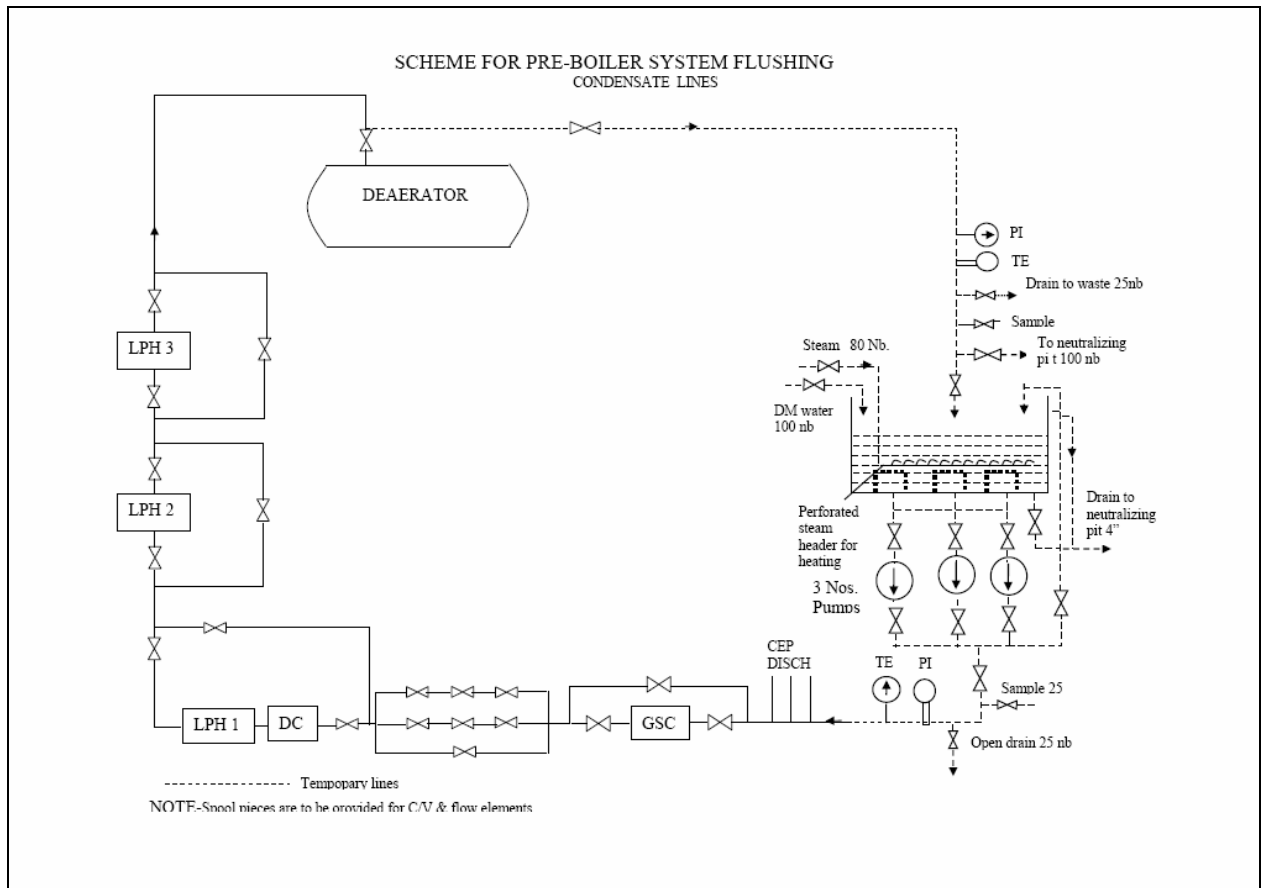 SCHEME FOR PRE-BOILER SYSTEM FLUSHING
CONDENSATE LINES
DEAERATOR
PI
TE
Drain to waste 25nb
Sample
To neutralizing
pi t 100 nb
Steam 80 Nb.
DM water
100 nb
LPH 3
LPH 2
Perforated
steam
header for
heating
Drain to
neutralizing
pit 4”
3 Nos.
Pumps
CEP
DISCH
TE
PI
Sample 25
Open drain 25 nb
LPH 1
DC
GSC
Tempopary lines
NOTE-Spool pieces are to be orovided for C/V & flow elements